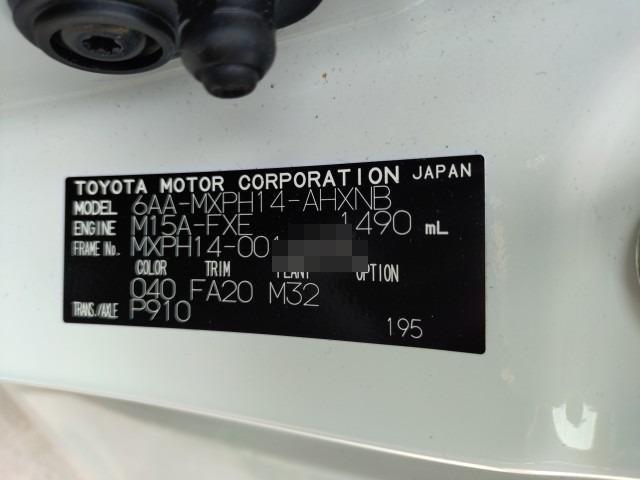 TOYOTA MOTOR CORPORATION JAPAN
MODEL 6AA-MXPH14-AHXNB
ENGINE M15A-FXE 1490 mL
FRAME No. MXPH14-001
COLOR TRIM PLANT OPTION
040 FA20 M32
TRANS./AXLE P910
195